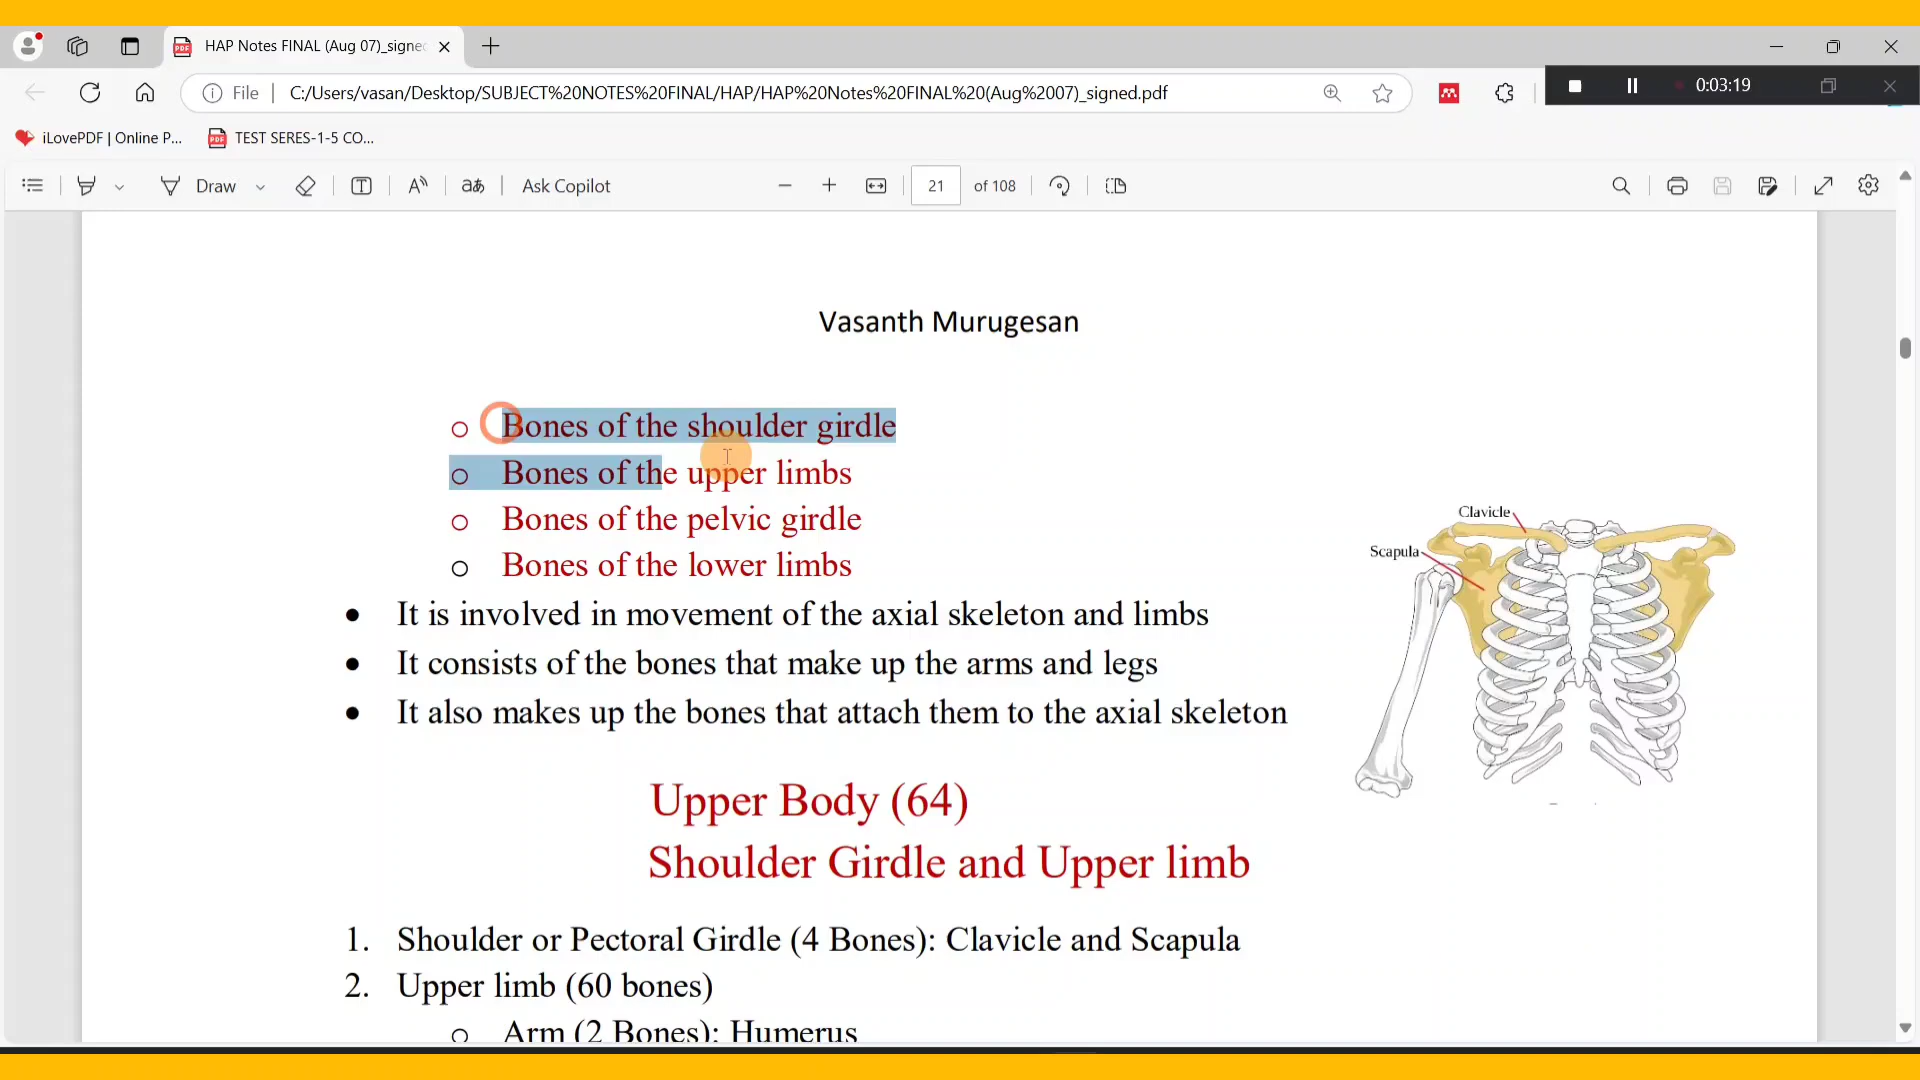 HAP Notes FINAL (Aug 07)_signe
File
C:/Users/vasan/Desktop/SUBJECT%20NOTES%20FINAL/HAP/HAP%20Notes%20FINAL%20(Aug%2007)_signed.pdf
0:03:19
iLovePDF | Online P...
TEST SERES-1-5 CO...
Draw
Ask Copilot
21
of 108
Vasanth Murugesan
Bones of the shoulder girdle
Bones of the upper limbs
Bones of the pelvic girdle
Bones of the lower limbs
Clavicle
Scapula
It is involved in movement of the axial skeleton and limbs
It consists of the bones that make up the arms and legs
It also makes up the bones that attach them to the axial skeleton
Upper Body (64)
Shoulder Girdle and Upper limb
1. Shoulder or Pectoral Girdle (4 Bones): Clavicle and Scapula
2. Upper limb (60 bones)
Arm (2 Bones): Humerus